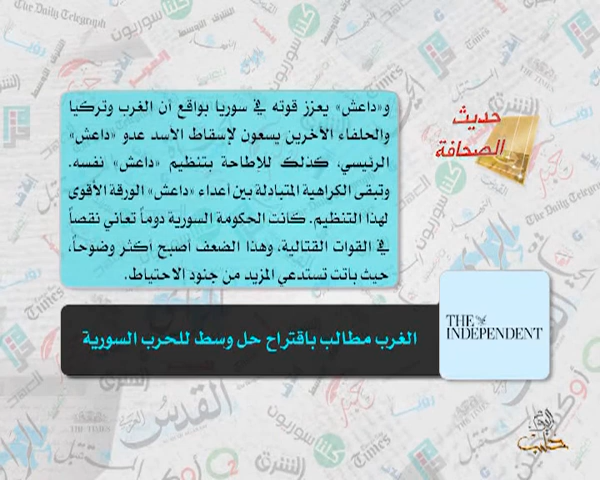 حديث
الصحافة
و«داعش» يعزز قوته في سوريا بواقع أن الغرب وتركيا
والحلفاء الآخرين يسعون لإسقاط الأسد عدو «داعش»
الرئيسي، كذلك للإطاحة بتنظيم «داعش» نفسه.
وتبقى الكراهية المتبادلة بين أعداء «داعش» الورقة الأقوى
لهذا التنظيم. كانت الحكومة السورية دوماً تعاني نقصاً
في القوات القتالية، وهذا الضعف أصبح أكثر وضوحاً،
حيث باتت تستدعي المزيد من جنود الاحتياط.
THE
INDEPENDENT
الغرب مطالب باقتراح حل وسط للحرب السورية
حلب
اليوم